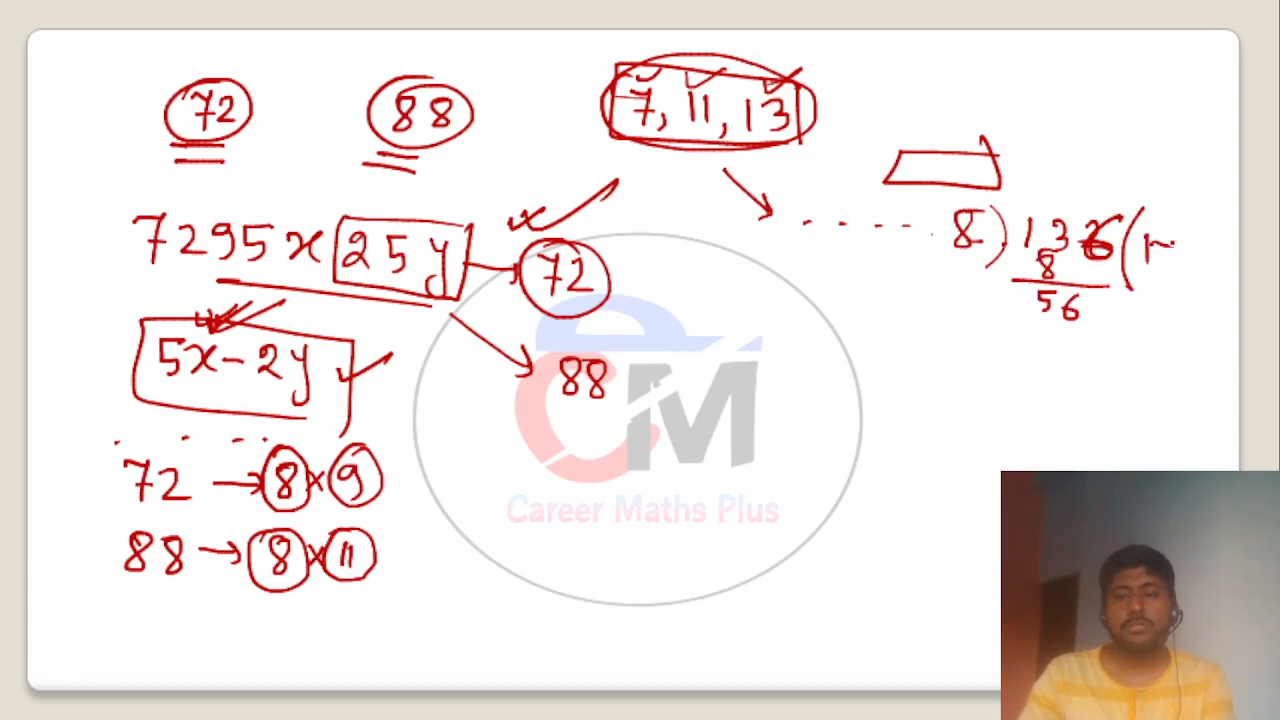 72 88 7, 11, 13
7295x25y → 72
8) 136 (1
8
56
5x-2y
88
72 → 8×9
88 → 8×11
CM
Career Maths Plus